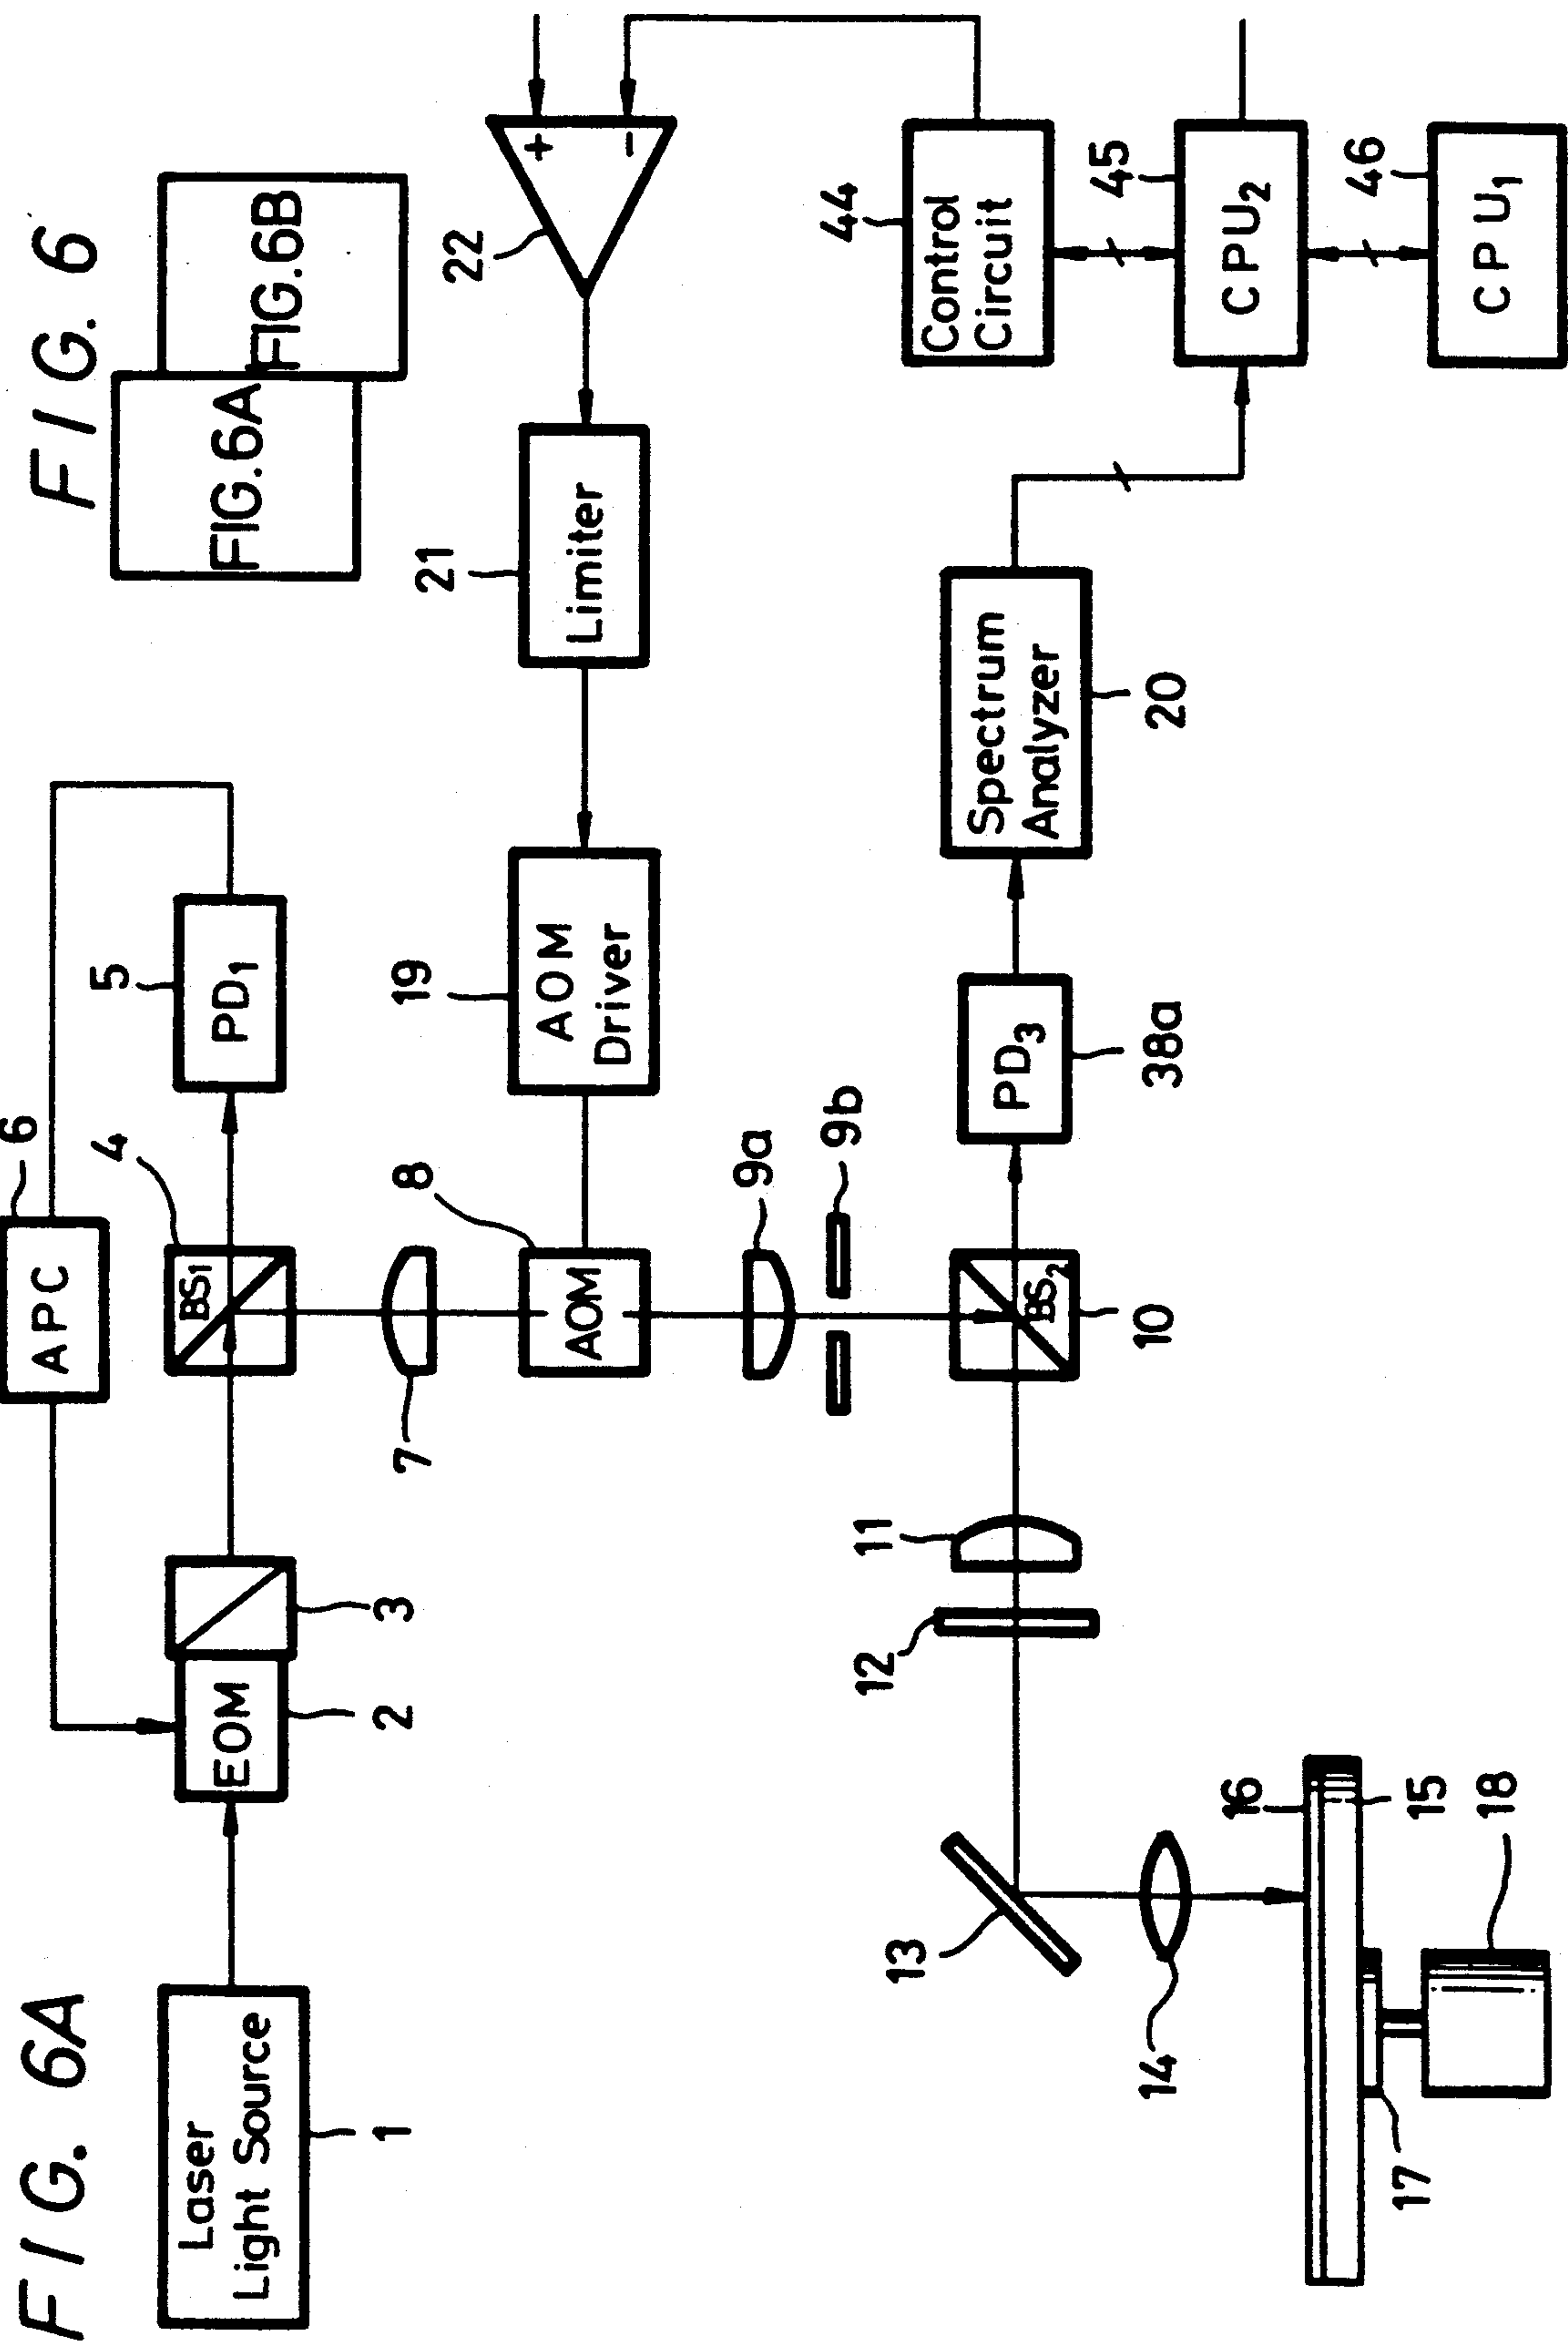 FIG. 6A
FIG. 6
FIG.6A
FIG.6B
6
APC
Laser
Light Source
1
EOM
2
3
4
BS1
5
PD1
7
8
AOM
19
AOM
Driver
21
Limiter
22
+
−
9a
9b
13
12
11
10
BS2
PD3
38a
Spectrum
Analyzer
20
44
Control
Circuit
45
CPU2
46
CPU1
14
16
15
17
18